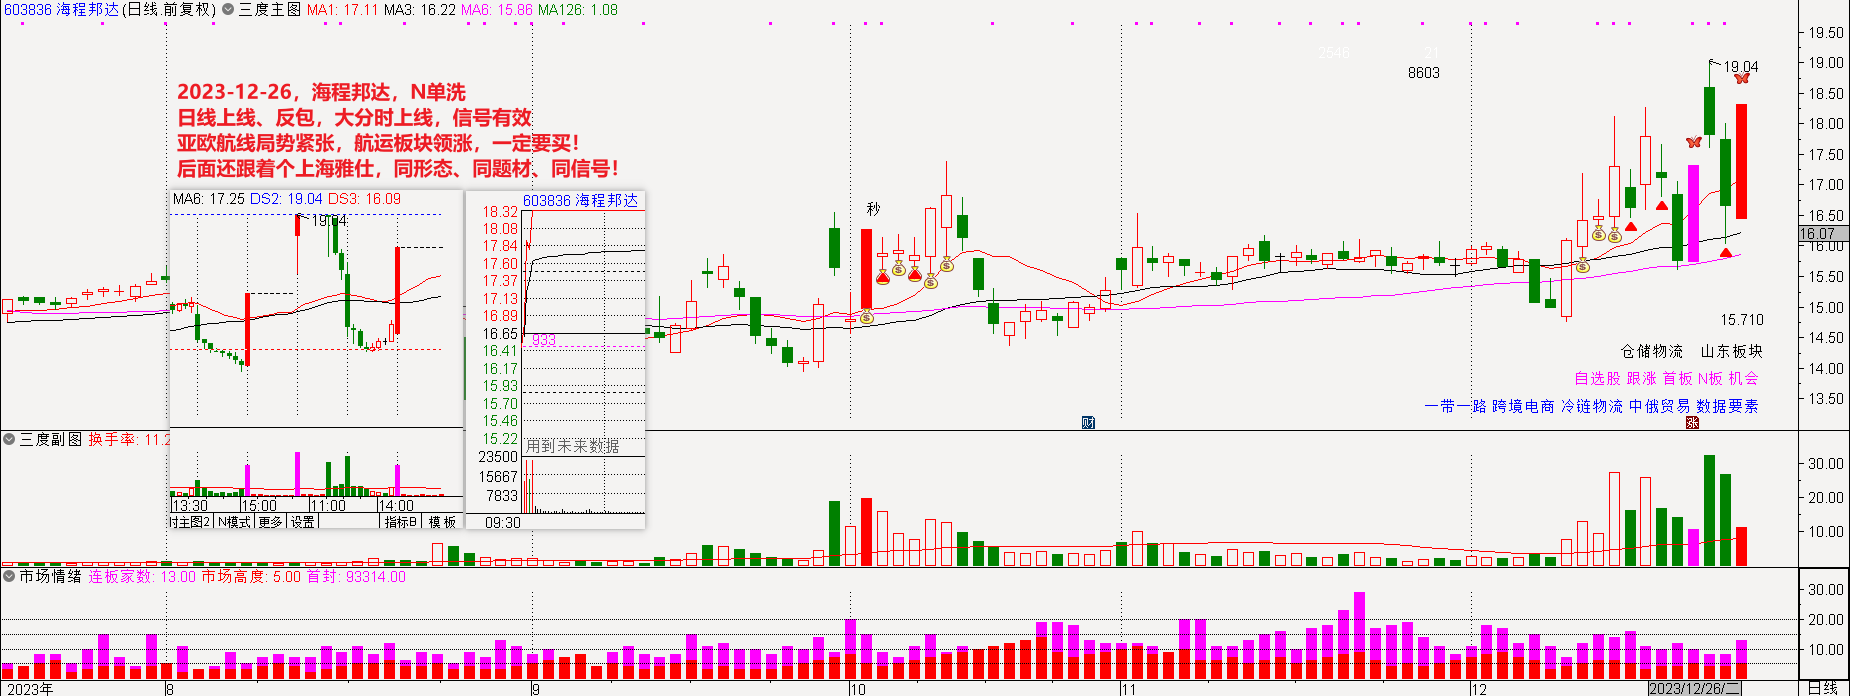 603836 海程邦达(日线.前复权) 三度主图 MA1: 17.11 MA3: 16.22 MA6: 15.86 MA126: 1.08
2546 21
8603
19.04
2023-12-26，海程邦达，N单洗
日线上线、反包，大分时上线，信号有效
亚欧航线局势紧张，航运板块领涨，一定要买！
后面还跟着个上海雅仕，同形态、同题材、同信号！
MA6: 17.25 DS2: 19.04 DS3: 16.09
19.04
13:30 15:00 11:00 14:00
时主图2 N模式 更多 设置 指标B 模 板
603836 海程邦达
18.32
18.08
17.84
17.60
17.37
17.13
16.89
16.65
16.41
16.17
15.93
15.70
15.46
15.22
933
用到未来数据
23500
15667
7833
09:30
秒
15.710
仓储物流 山东板块
自选股 跟涨 首板 N板 机会
一带一路 跨境电商 冷链物流 中俄贸易 数据要素
财
涨
19.50
19.00
18.50
18.00
17.50
17.00
16.50
16.07
16.00
15.50
15.00
14.50
14.00
13.50
三度副图 换手率: 11.2
30.00
20.00
10.00
市场情绪 连板家数: 13.00 市场高度: 5.00 首封: 93314.00
30.00
20.00
10.00
2023年 8 9 10 11 12 2023/12/26/二 日线